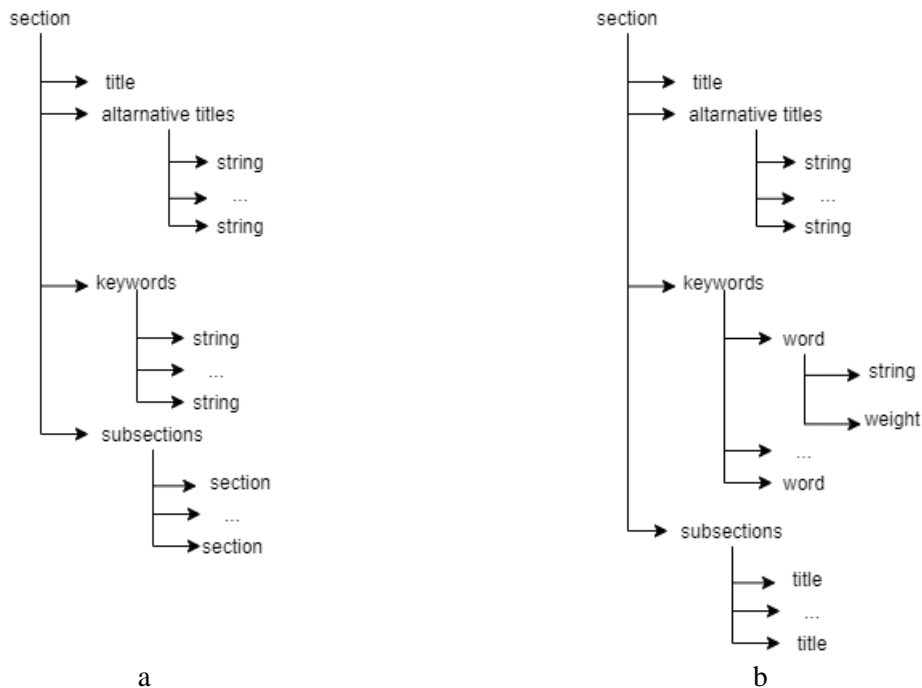 section
title
altarnative titles
string
...
string
keywords
string
...
string
subsections
section
...
section
a
section
title
altarnative titles
string
...
string
keywords
word
string
weight
...
word
subsections
title
...
title
b